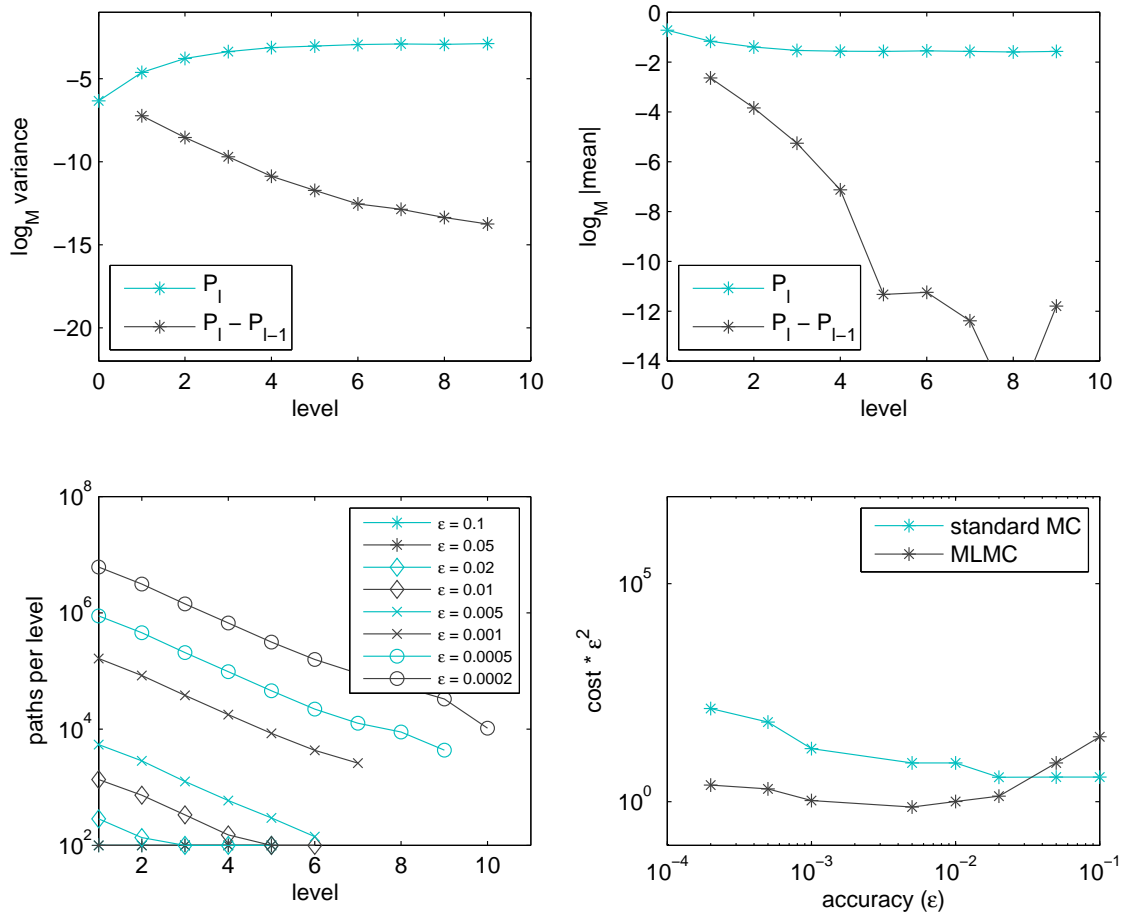 −5
−10
−15
−20
0
2
4
6
8
10
level
log_M variance
P_l
P_l − P_{l−1}
0
−2
−4
−6
−8
−10
−12
−14
0
2
4
6
8
10
level
log_M |mean|
P_l
P_l − P_{l−1}
10^8
10^6
10^4
10^2
2
4
6
8
10
level
paths per level
ε = 0.1
ε = 0.05
ε = 0.02
ε = 0.01
ε = 0.005
ε = 0.001
ε = 0.0005
ε = 0.0002
10^5
10^0
10^−4
10^−3
10^−2
10^−1
accuracy (ε)
cost * ε^2
standard MC
MLMC